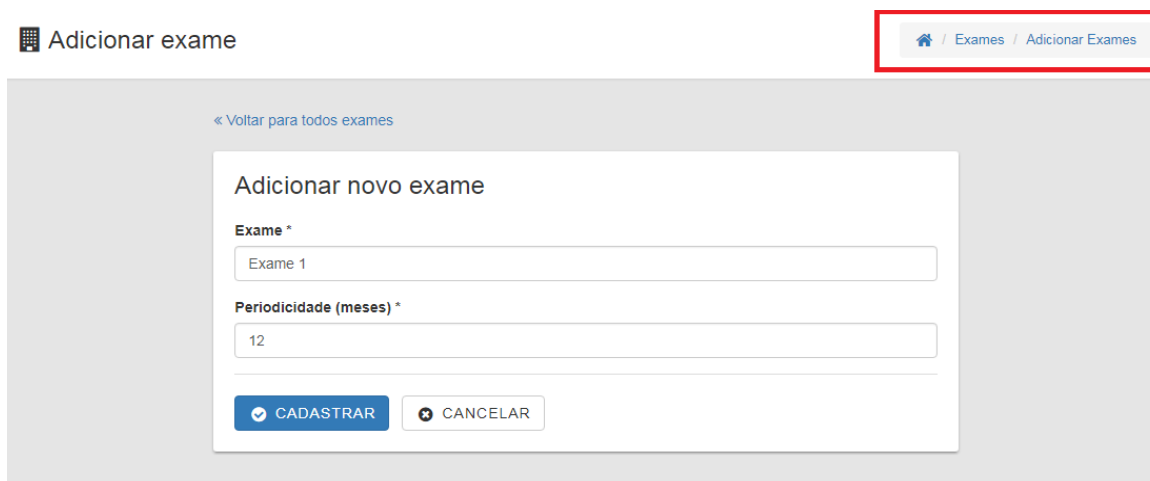 Adicionar exame
/ Exames / Adicionar Exames
« Voltar para todos exames
Adicionar novo exame
Exame *
Exame 1
Periodicidade (meses) *
12
CADASTRAR
CANCELAR